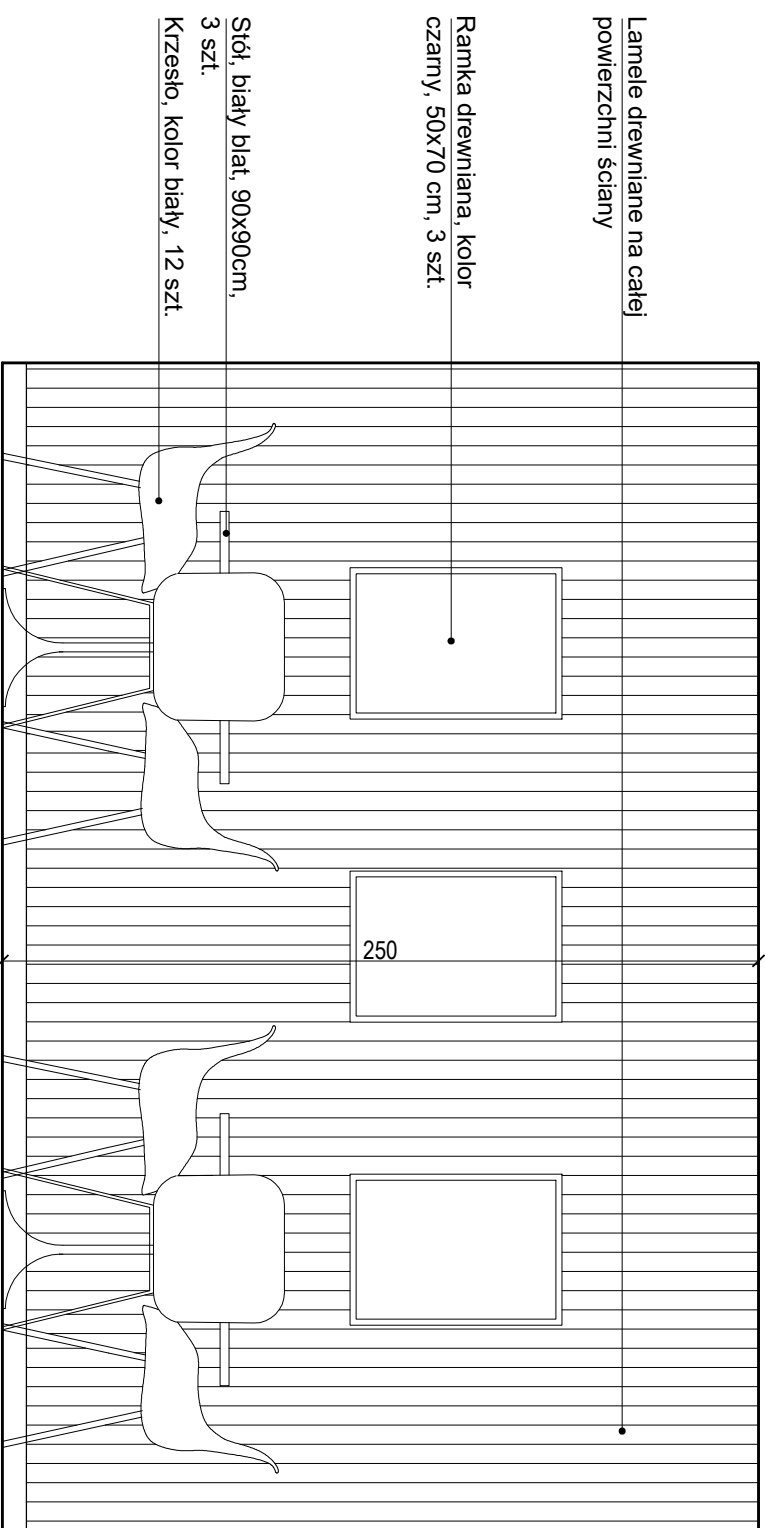 Lamele drewniane na całej
powierzchni ściany
Ramka drewniana, kolor
czarny, 50x70 cm, 3 szt.
Stół, biały blat, 90x90cm,
3 szt.
Krzesło, kolor biały, 12 szt.
250